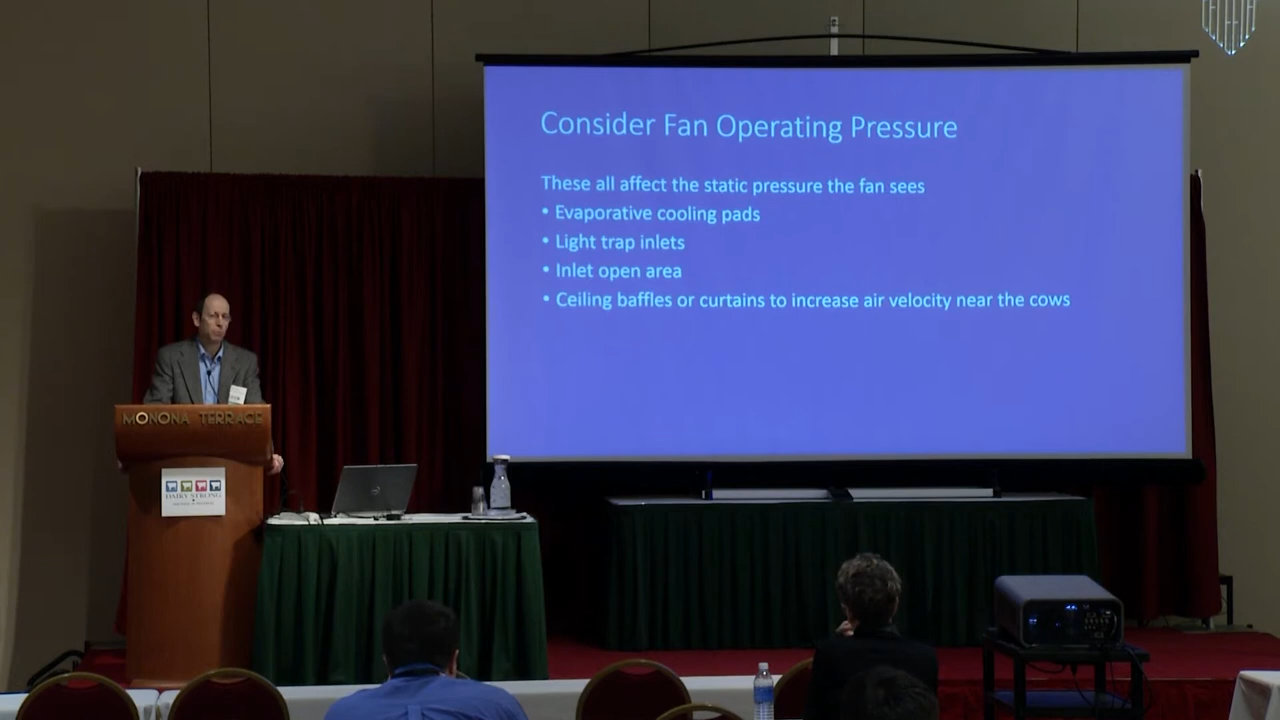 Consider Fan Operating Pressure
These all affect the static pressure the fan sees
• Evaporative cooling pads
• Light trap inlets
• Inlet open area
• Ceiling baffles or curtains to increase air velocity near the cows
MONONA TERRACE
DAIRY STRONG